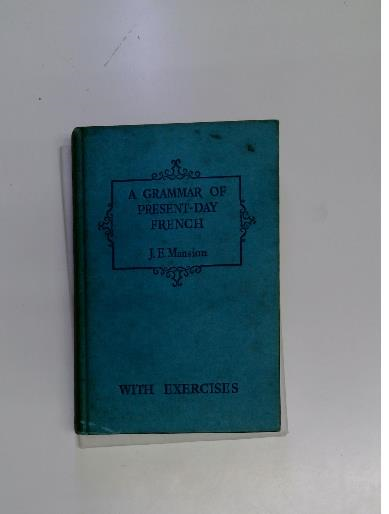 A GRAMMAR OF
PRESENT-DAY
FRENCH
J. E. Mansion
WITH EXERCISES